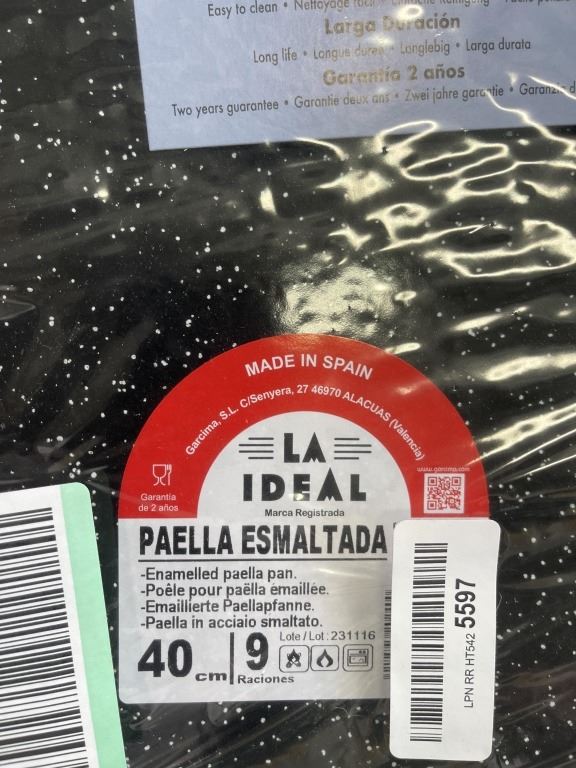 Easy to clean • Nettoyage
Larga Duración
Long life • Longue durée • Langlebig • Larga durata
Garantía 2 años
Two years guarantee • Garantie deux ans • Zwei jahre garantie •
MADE IN SPAIN
Garcima, S.L. C/Senyera, 27 46970 ALACUAS (Valencia)
LA
IDEAL
Marca Registrada
www.garcima.com
Garantía
de 2 años
PAELLA ESMALTADA
-Enamelled paella pan.
-Poêle pour paëlla émaillée.
-Emaillierte Paellapfanne.
-Paella in acciaio smaltato.
40 cm 9 Raciones
Lote / Lot : 231116
LPN RR HT542 5597